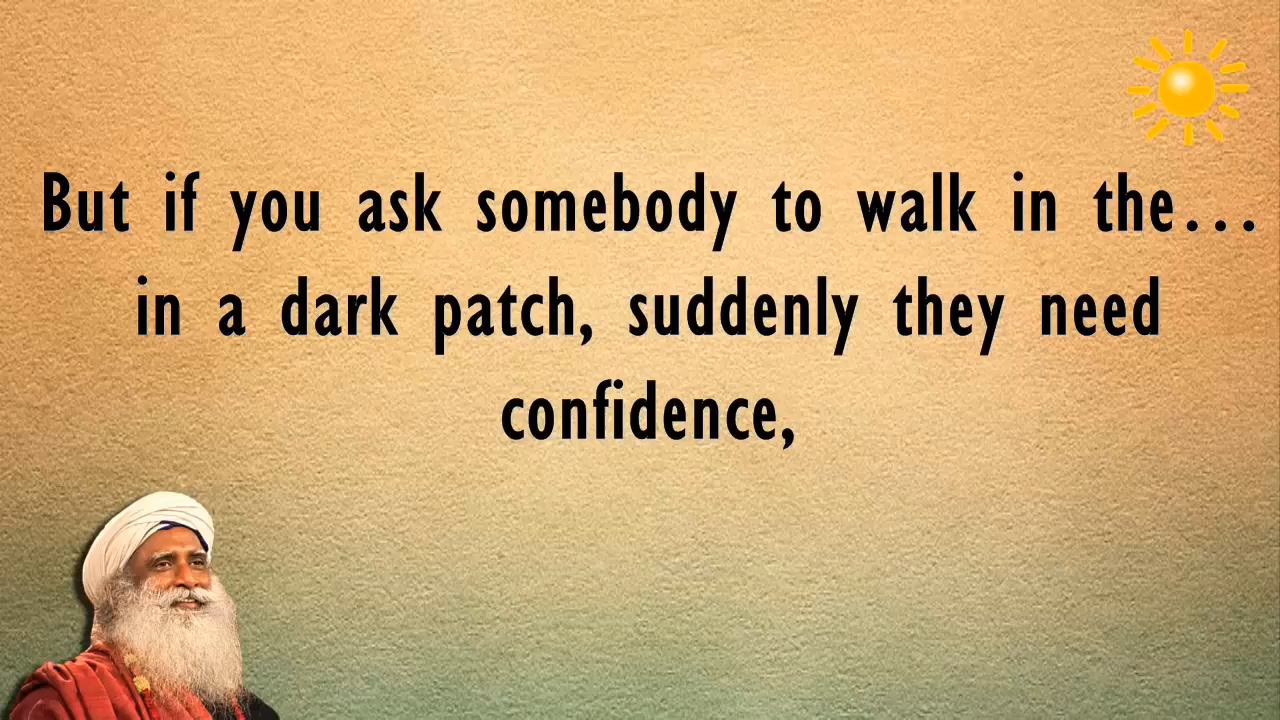 But if you ask somebody to walk in the...
in a dark patch, suddenly they need
confidence,